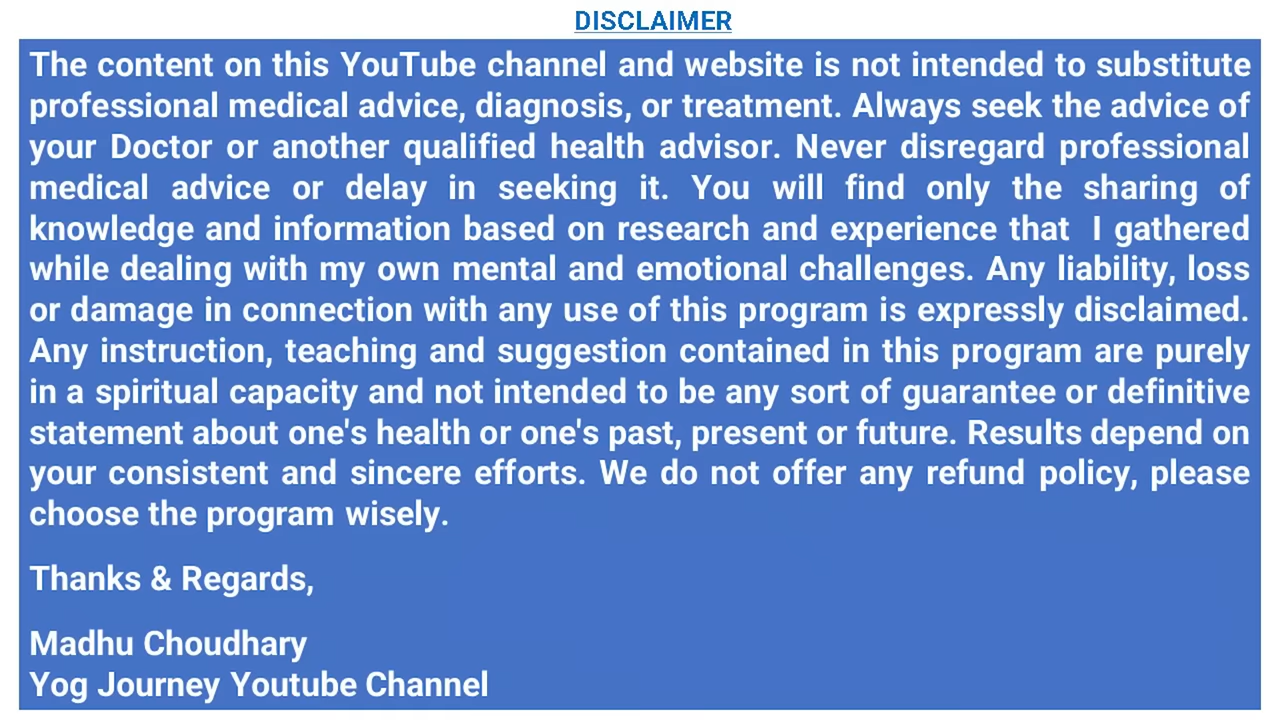 DISCLAIMER
The content on this YouTube channel and website is not intended to substitute
professional medical advice, diagnosis, or treatment. Always seek the advice of
your Doctor or another qualified health advisor. Never disregard professional
medical advice or delay in seeking it. You will find only the sharing of
knowledge and information based on research and experience that I gathered
while dealing with my own mental and emotional challenges. Any liability, loss
or damage in connection with any use of this program is expressly disclaimed.
Any instruction, teaching and suggestion contained in this program are purely
in a spiritual capacity and not intended to be any sort of guarantee or definitive
statement about one's health or one's past, present or future. Results depend on
your consistent and sincere efforts. We do not offer any refund policy, please
choose the program wisely.
Thanks & Regards,
Madhu Choudhary
Yog Journey Youtube Channel